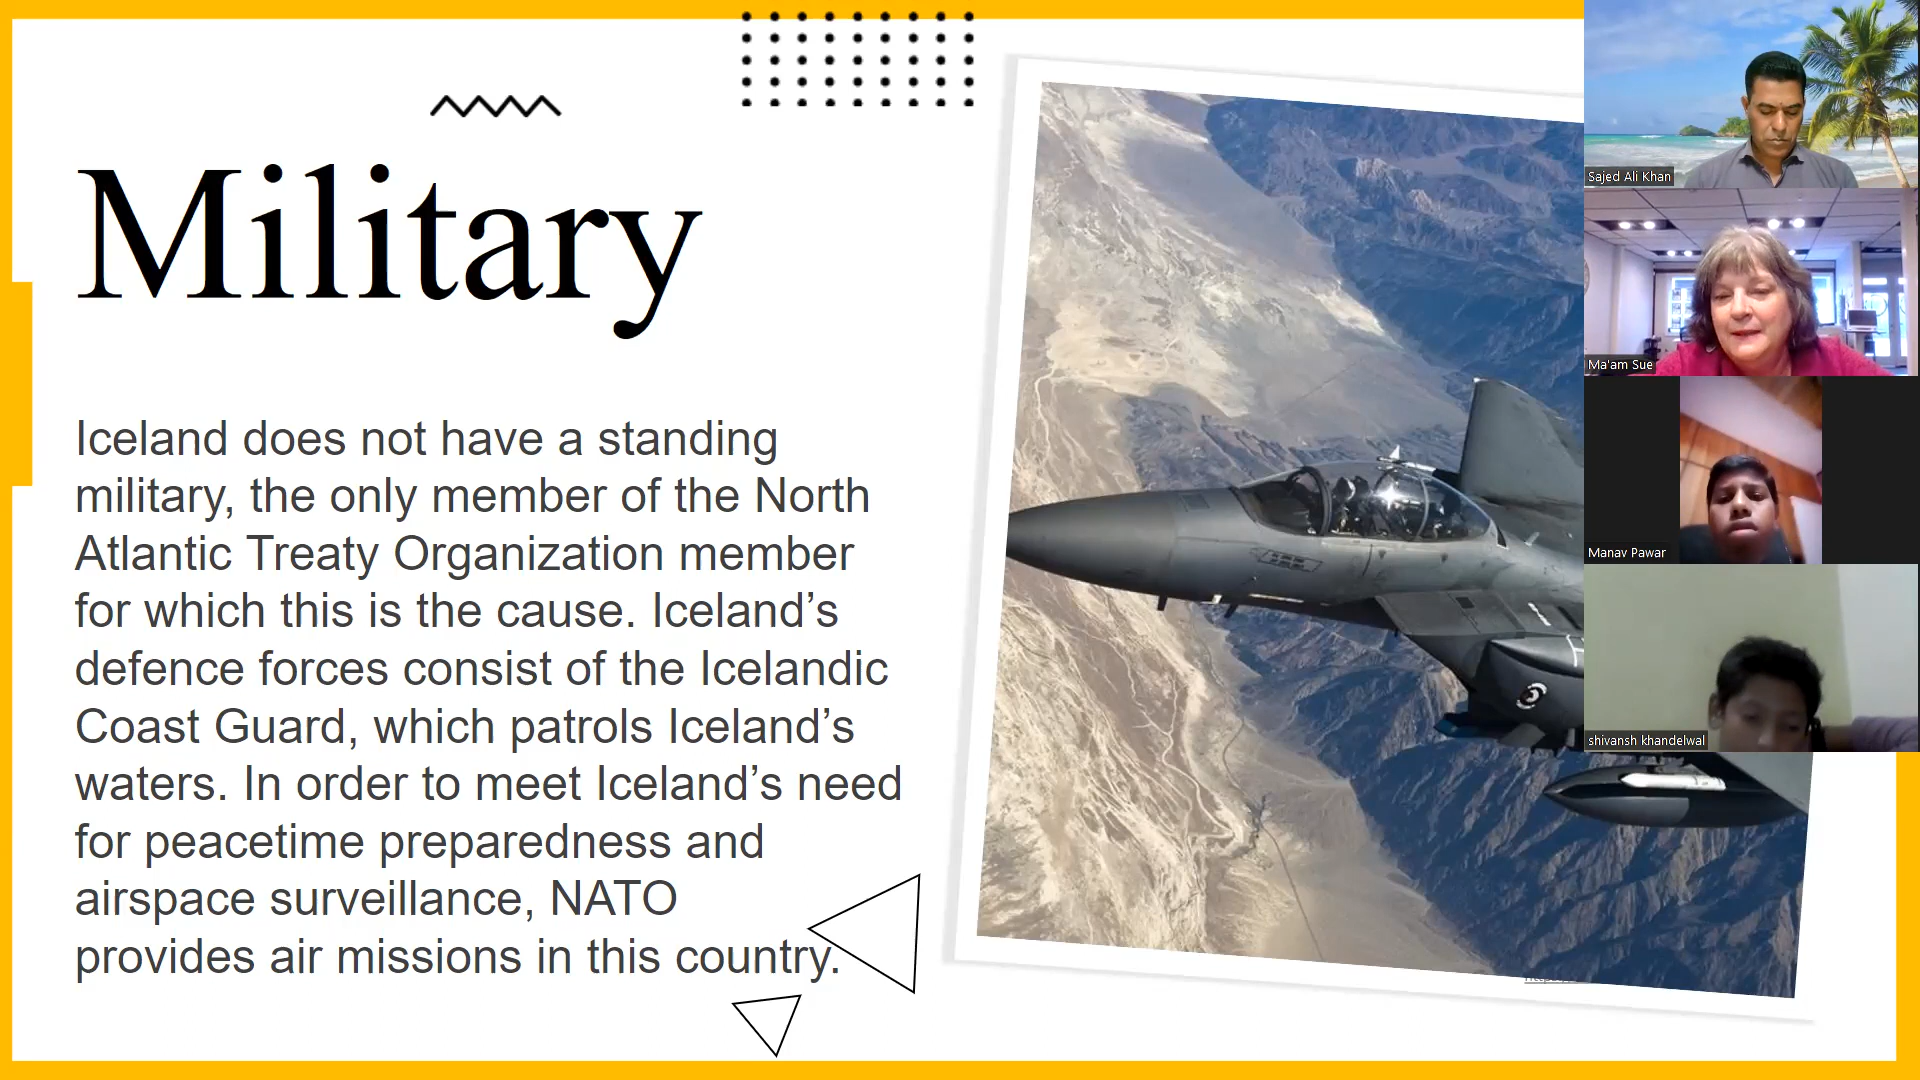 Military
Iceland does not have a standing
military, the only member of the North
Atlantic Treaty Organization member
for which this is the cause. Iceland’s
defence forces consist of the Icelandic
Coast Guard, which patrols Iceland’s
waters. In order to meet Iceland’s need
for peacetime preparedness and
airspace surveillance, NATO
provides air missions in this country.
Sajed Ali Khan
Ma'am Sue
Manav Pawar
shivansh khandelwal